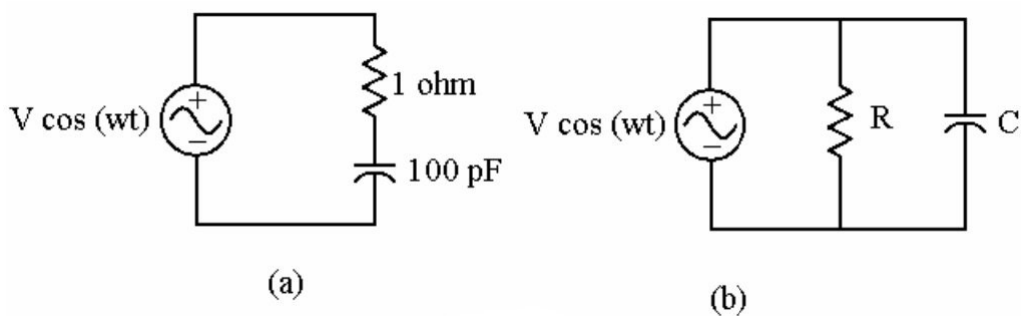 V cos (wt)
+
−
1 ohm
100 pF
(a)
V cos (wt)
+
−
R
C
(b)